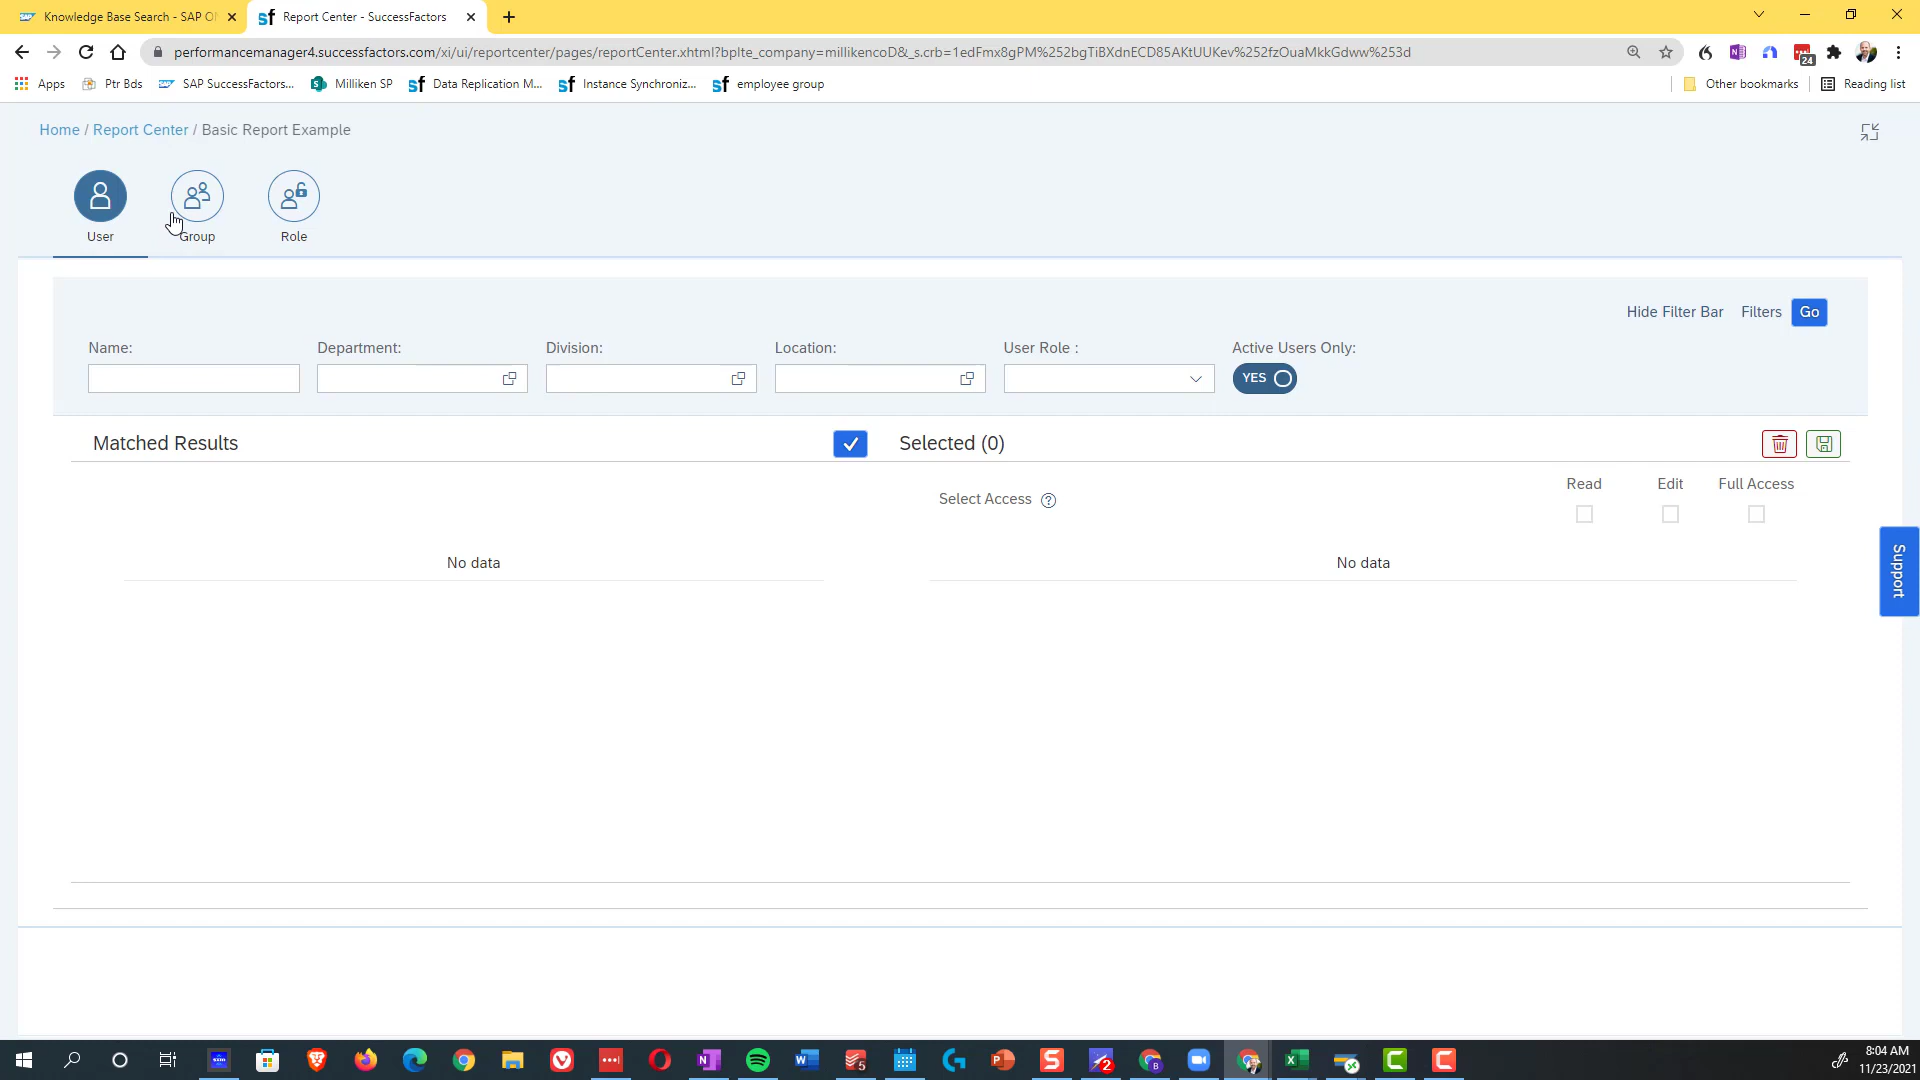 Knowledge Base Search - SAP O
Report Center - SuccessFactors
performancemanager4.successfactors.com/xi/ui/reportcenter/pages/reportCenter.xhtml?bplte_company=millikencoD&_s.crb=1edFmx8gPM%252bgTiBXdnECD85AKtUUKev%252fzOuaMkkGdww%253d
24
Apps
Ptr Bds
SAP SuccessFactors...
Milliken SP
Data Replication M...
Instance Synchroniz...
employee group
Other bookmarks
Reading list
Home / Report Center / Basic Report Example
User
Group
Role
Hide Filter Bar
Filters
Go
Name:
Department:
Division:
Location:
User Role :
Active Users Only:
YES
Matched Results
Selected (0)
Read
Edit
Full Access
Select Access
No data
No data
Support
8:04 AM
11/23/2021